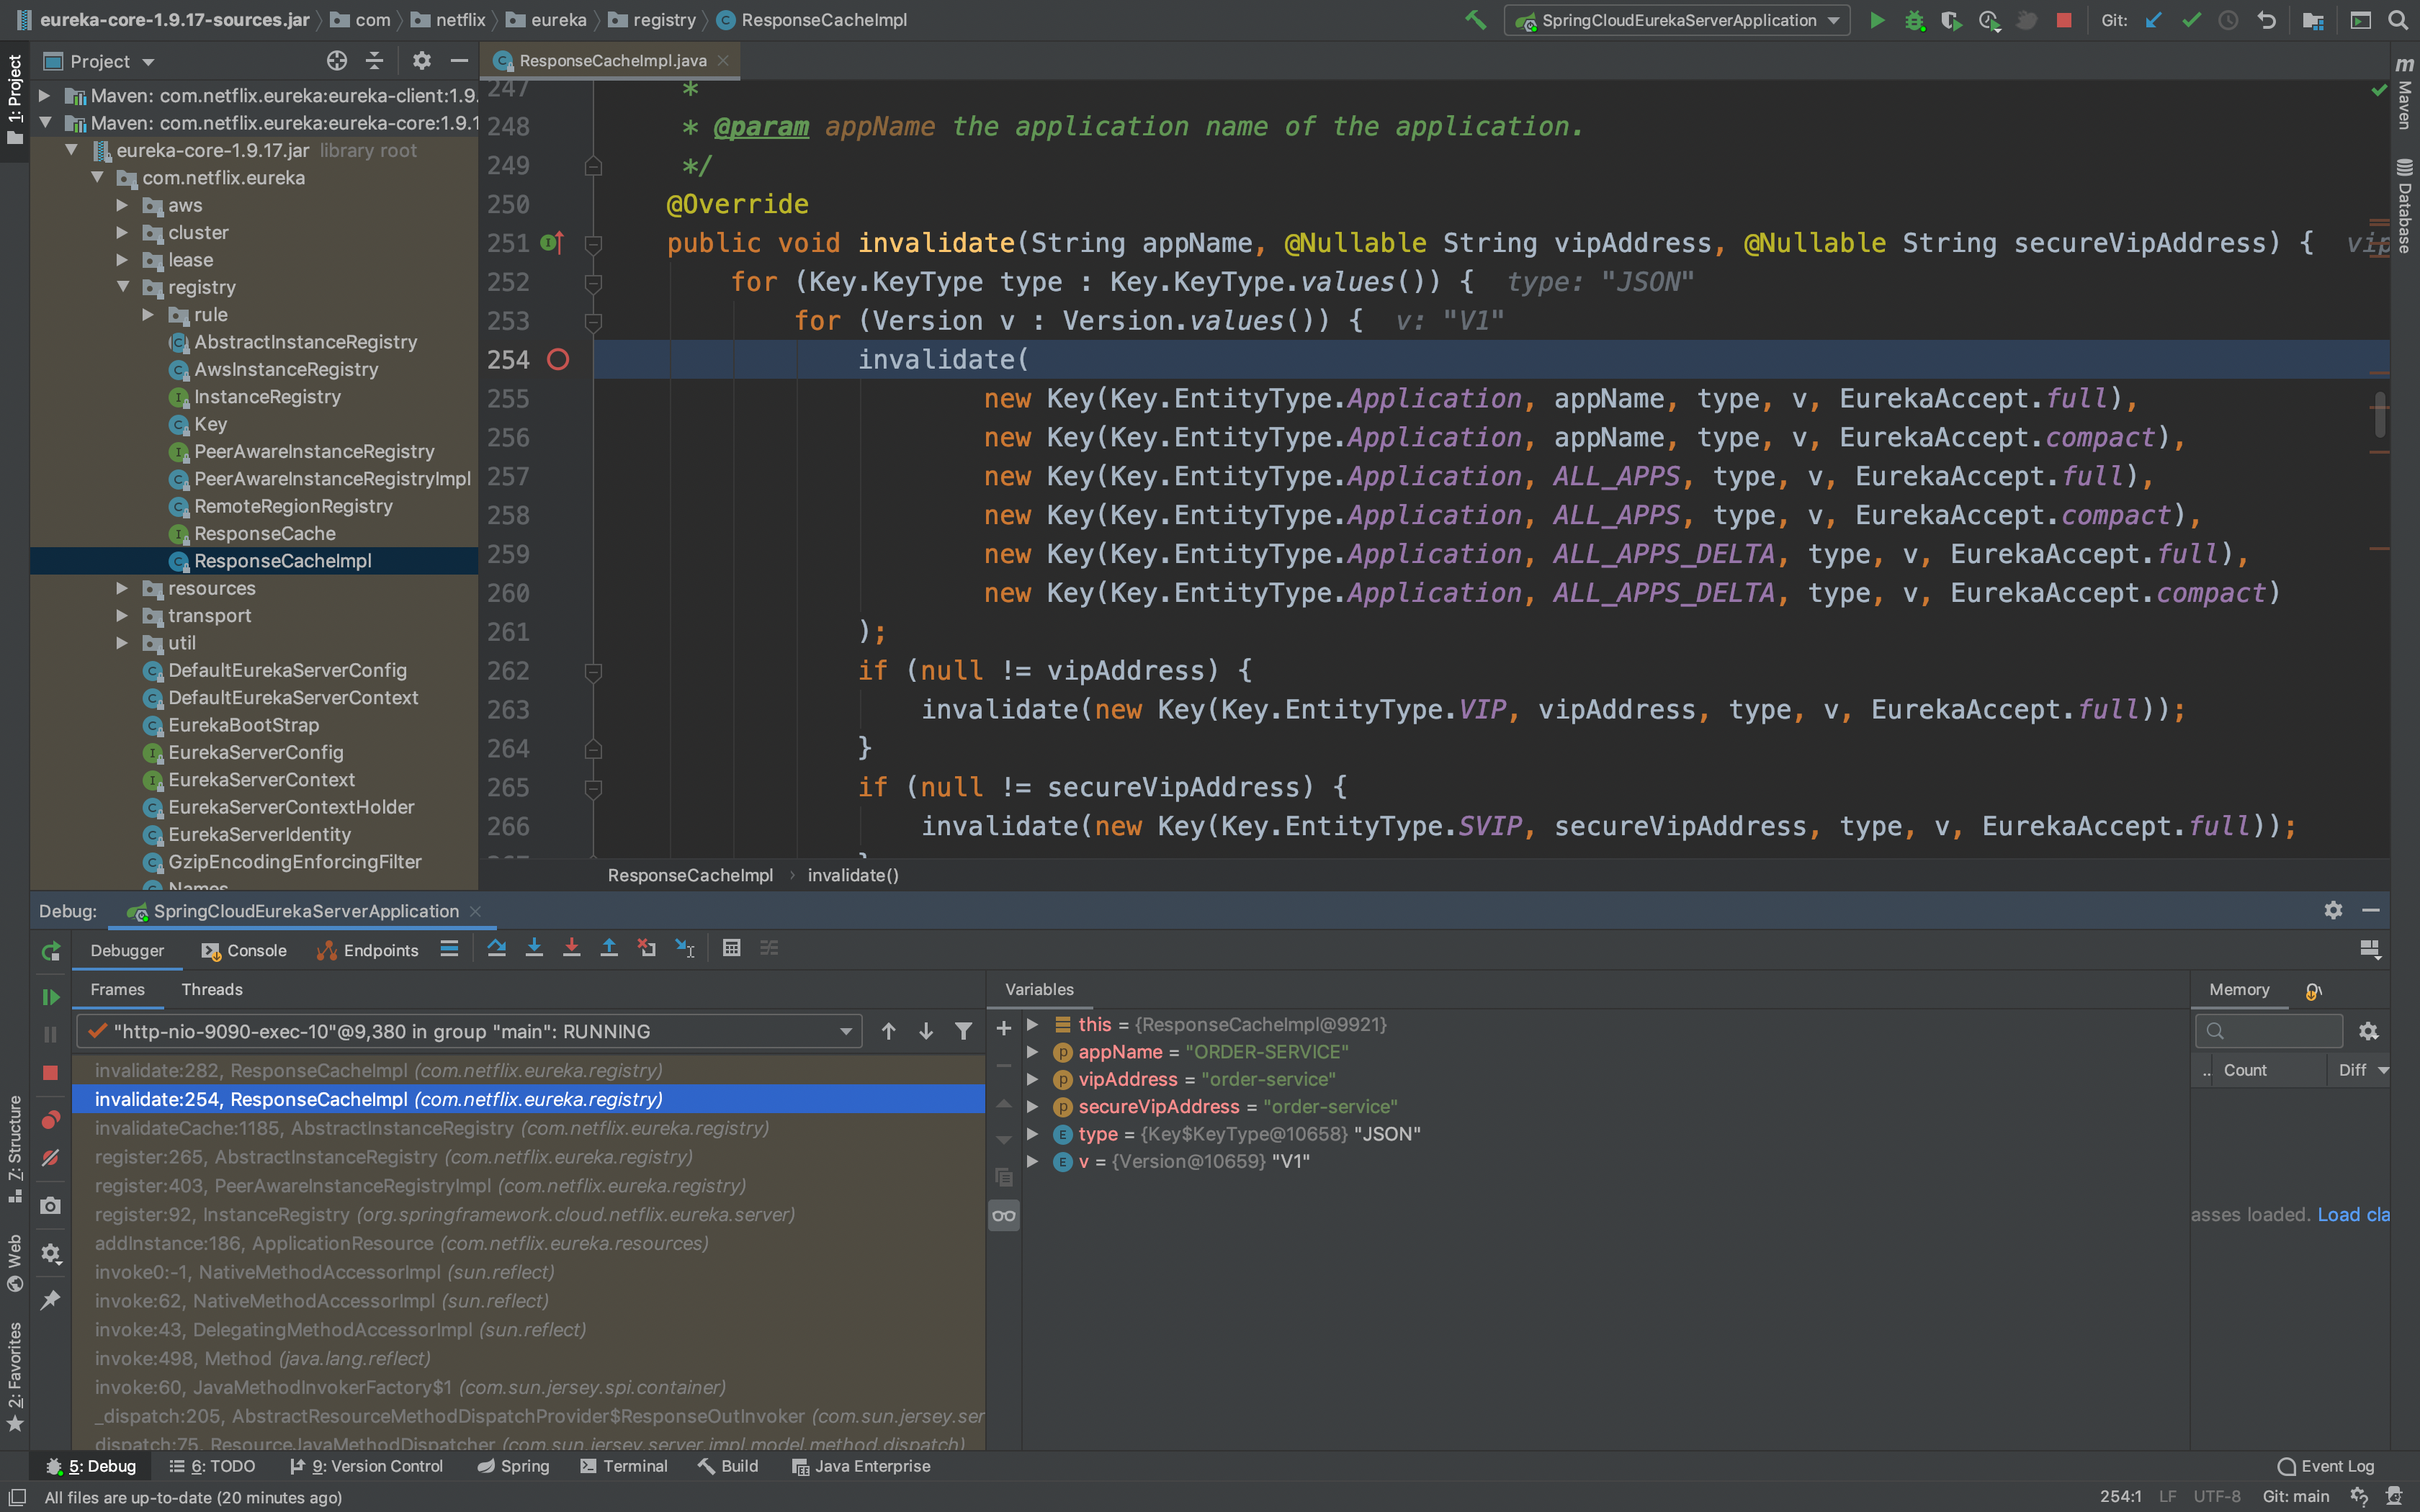 eureka-core-1.9.17-sources.jar com netflix eureka registry ResponseCacheImpl
SpringCloudEurekaServerApplication Git:
1: Project
Project
Maven: com.netflix.eureka:eureka-client:1.9.
Maven: com.netflix.eureka:eureka-core:1.9.1
eureka-core-1.9.17.jar library root
com.netflix.eureka
aws
cluster
lease
registry
rule
AbstractInstanceRegistry
AwsInstanceRegistry
InstanceRegistry
Key
PeerAwareInstanceRegistry
PeerAwareInstanceRegistryImpl
RemoteRegionRegistry
ResponseCache
ResponseCacheImpl
resources
transport
util
DefaultEurekaServerConfig
DefaultEurekaServerContext
EurekaBootStrap
EurekaServerConfig
EurekaServerContext
EurekaServerContextHolder
EurekaServerIdentity
GzipEncodingEnforcingFilter
Names
ResponseCacheImpl.java
247 *
248 * @param appName the application name of the application.
249 */
250 @Override
251 public void invalidate(String appName, @Nullable String vipAddress, @Nullable String secureVipAddress) { vip
252 for (Key.KeyType type : Key.KeyType.values()) { type: "JSON"
253 for (Version v : Version.values()) { v: "V1"
254 invalidate(
255 new Key(Key.EntityType.Application, appName, type, v, EurekaAccept.full),
256 new Key(Key.EntityType.Application, appName, type, v, EurekaAccept.compact),
257 new Key(Key.EntityType.Application, ALL_APPS, type, v, EurekaAccept.full),
258 new Key(Key.EntityType.Application, ALL_APPS, type, v, EurekaAccept.compact),
259 new Key(Key.EntityType.Application, ALL_APPS_DELTA, type, v, EurekaAccept.full),
260 new Key(Key.EntityType.Application, ALL_APPS_DELTA, type, v, EurekaAccept.compact)
261 );
262 if (null != vipAddress) {
263 invalidate(new Key(Key.EntityType.VIP, vipAddress, type, v, EurekaAccept.full));
264 }
265 if (null != secureVipAddress) {
266 invalidate(new Key(Key.EntityType.SVIP, secureVipAddress, type, v, EurekaAccept.full));
ResponseCacheImpl invalidate()
Maven
Database
Debug: SpringCloudEurekaServerApplication
Debugger Console Endpoints
Frames Threads
"http-nio-9090-exec-10"@9,380 in group "main": RUNNING
invalidate:282, ResponseCacheImpl (com.netflix.eureka.registry)
invalidate:254, ResponseCacheImpl (com.netflix.eureka.registry)
invalidateCache:1185, AbstractInstanceRegistry (com.netflix.eureka.registry)
register:265, AbstractInstanceRegistry (com.netflix.eureka.registry)
register:403, PeerAwareInstanceRegistryImpl (com.netflix.eureka.registry)
register:92, InstanceRegistry (org.springframework.cloud.netflix.eureka.server)
addInstance:186, ApplicationResource (com.netflix.eureka.resources)
invoke0:-1, NativeMethodAccessorImpl (sun.reflect)
invoke:62, NativeMethodAccessorImpl (sun.reflect)
invoke:43, DelegatingMethodAccessorImpl (sun.reflect)
invoke:498, Method (java.lang.reflect)
invoke:60, JavaMethodInvokerFactory$1 (com.sun.jersey.spi.container)
_dispatch:205, AbstractResourceMethodDispatchProvider$ResponseOutInvoker (com.sun.jersey.ser
dispatch:75, ResourceJavaMethodDispatcher (com.sun.jersey.server.impl.model.method.dispatch)
Variables
this = {ResponseCacheImpl@9921}
appName = "ORDER-SERVICE"
vipAddress = "order-service"
secureVipAddress = "order-service"
type = {Key$KeyType@10658} "JSON"
v = {Version@10659} "V1"
Memory
.. Count Diff
asses loaded. Load cla
Z: Structure
Web
2: Favorites
5: Debug 6: TODO 9: Version Control Spring Terminal Build Java Enterprise Event Log
All files are up-to-date (20 minutes ago) 254:1 LF UTF-8 Git: main